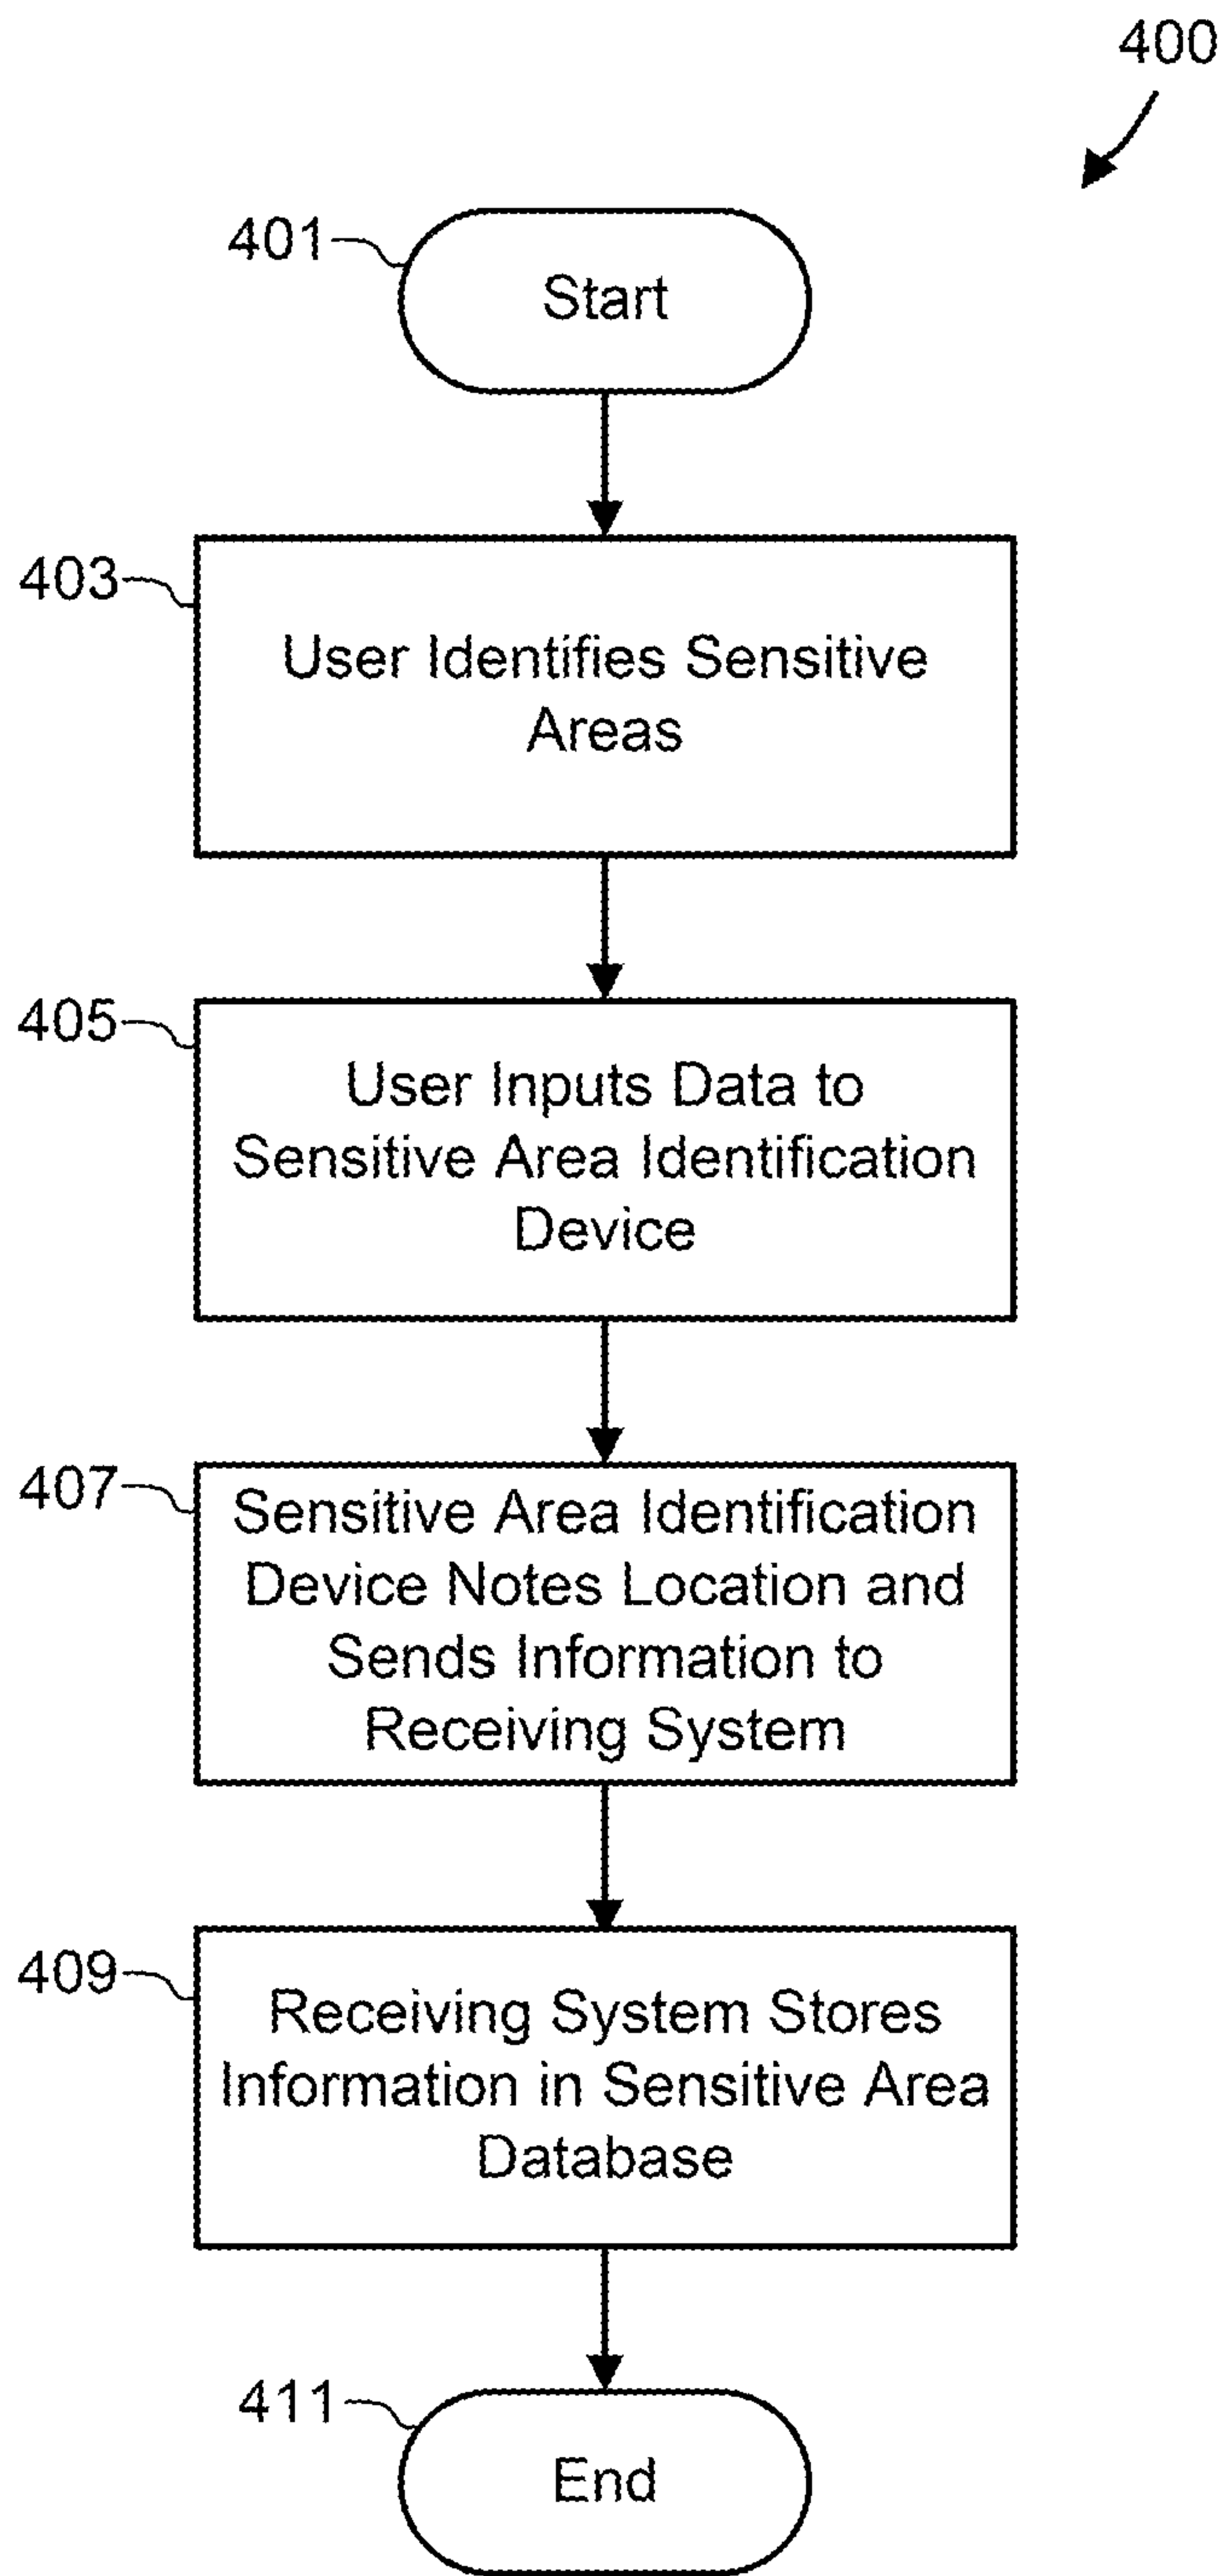 400
401
Start
403
User Identifies Sensitive
Areas
405
User Inputs Data to
Sensitive Area Identification
Device
407
Sensitive Area Identification
Device Notes Location and
Sends Information to
Receiving System
409
Receiving System Stores
Information in Sensitive Area
Database
411
End